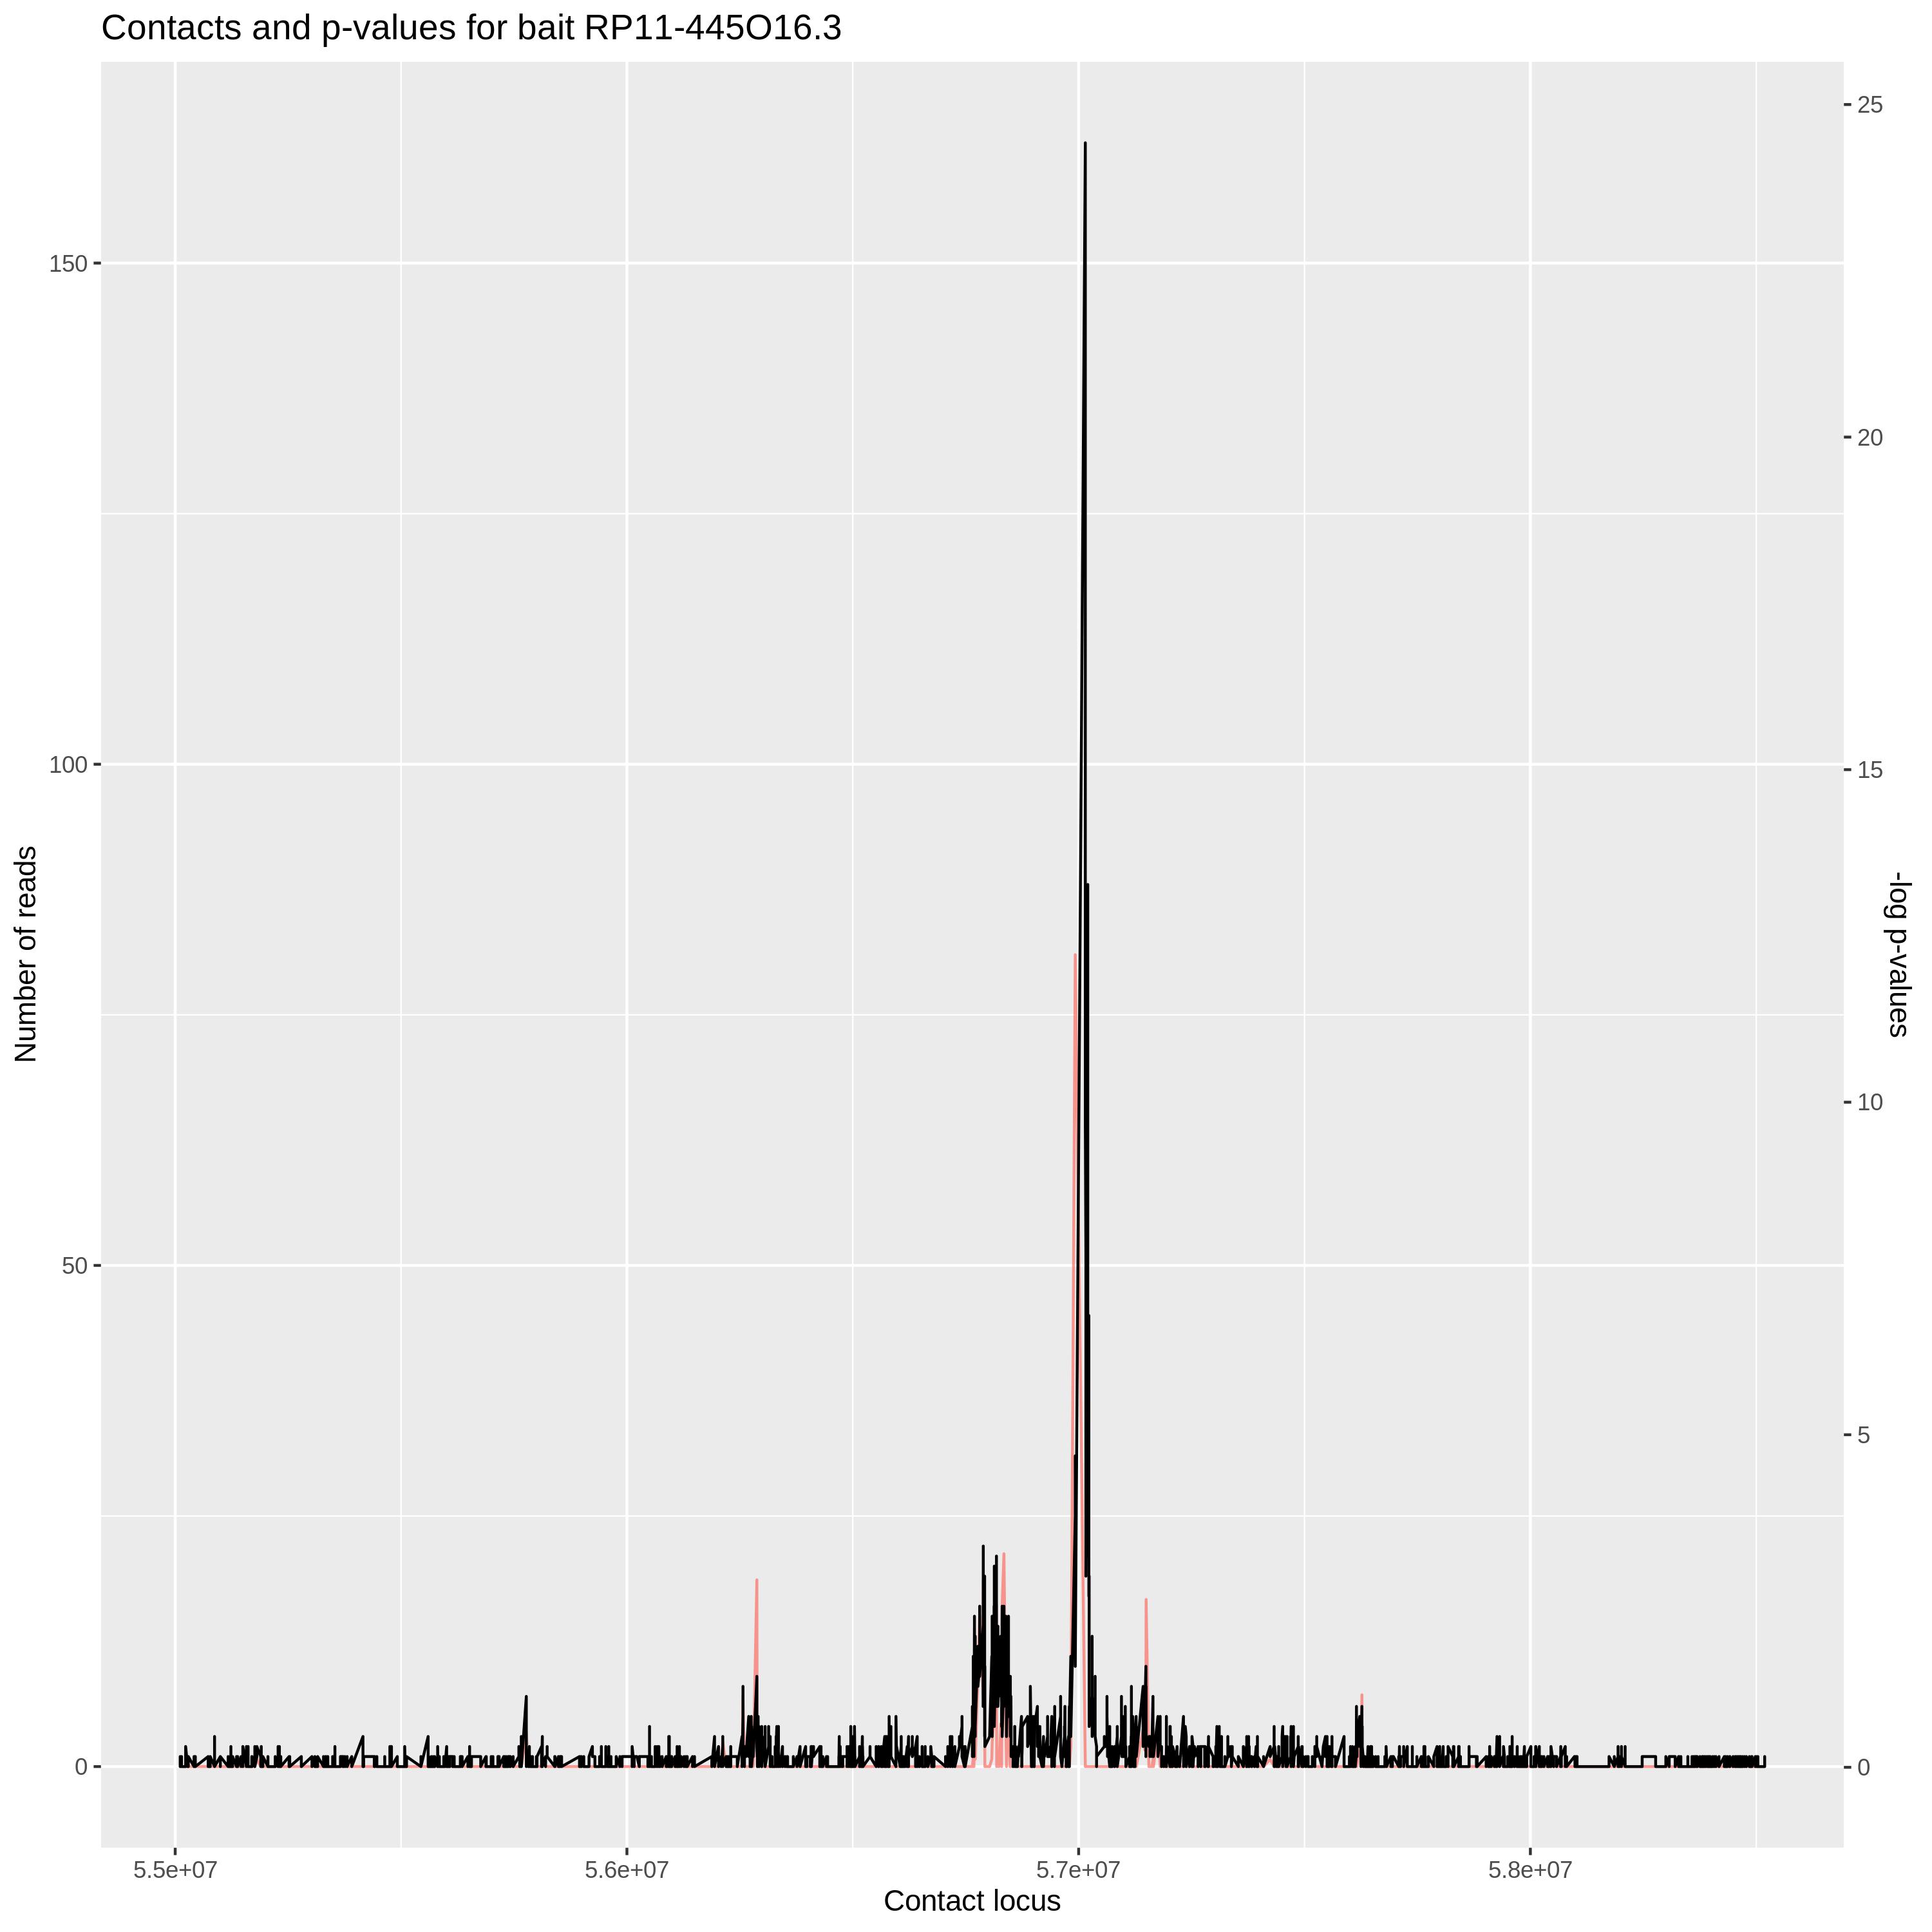 Contacts and p-values for bait RP11-445O16.3
150
100
50
0
Number of reads
25
20
15
10
5
0
-log p-values
5.5e+07
5.6e+07
5.7e+07
5.8e+07
Contact locus